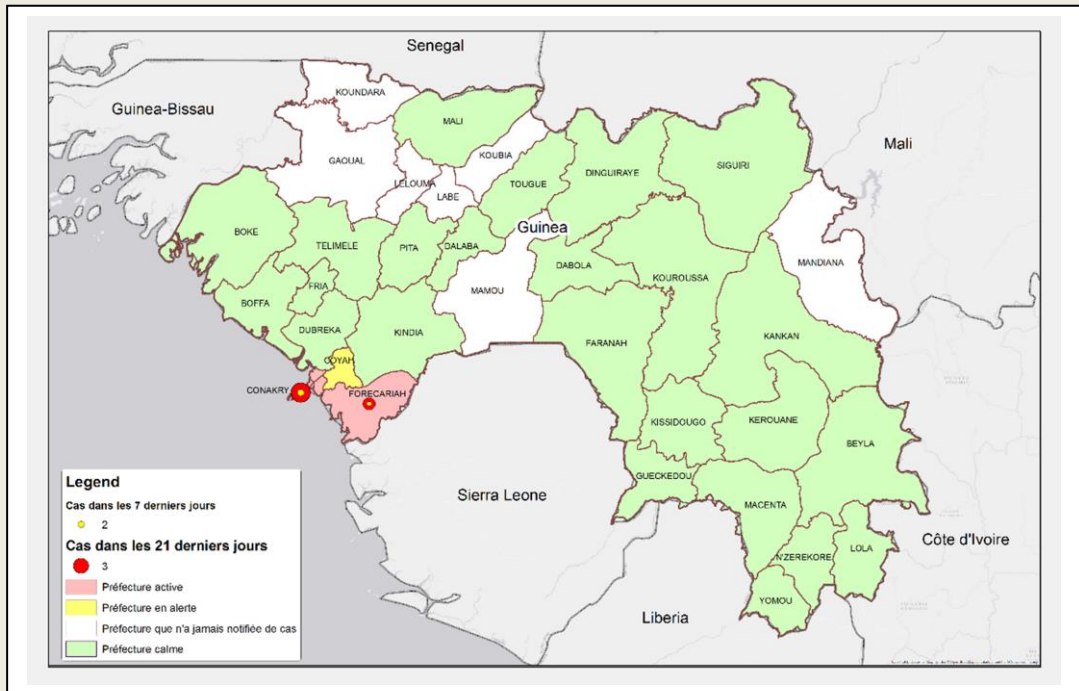 Senegal
KOUNDARA
Guinea-Bissau
MALI
Mali
KOUBIA
SIGUIRI
GAOUAL
DINGUIRAYE
LELOUMA
TOUGUE
LABE
Guinea
BOKE
TELIMELE
PITA
DALABA
MANDIANA
DABOLA
KOUROUSSA
FRIA
MAMOU
BOFFA
DUBREKA
KINDIA
KANKAN
FARANAH
COYAH
CONAKRY
FORECARIAH
KISSIDOUGO
KEROUANE
BEYLA
GUECKEDOU
Sierra Leone
MACENTA
Côte d'Ivoire
LOLA
N'ZEREKORE
YOMOU
Liberia
Legend
Cas dans les 7 derniers jours
2
Cas dans les 21 derniers jours
3
Préfecture active
Préfecture en alerte
Préfecture que n'a jamais notifiée de cas
Préfecture calme